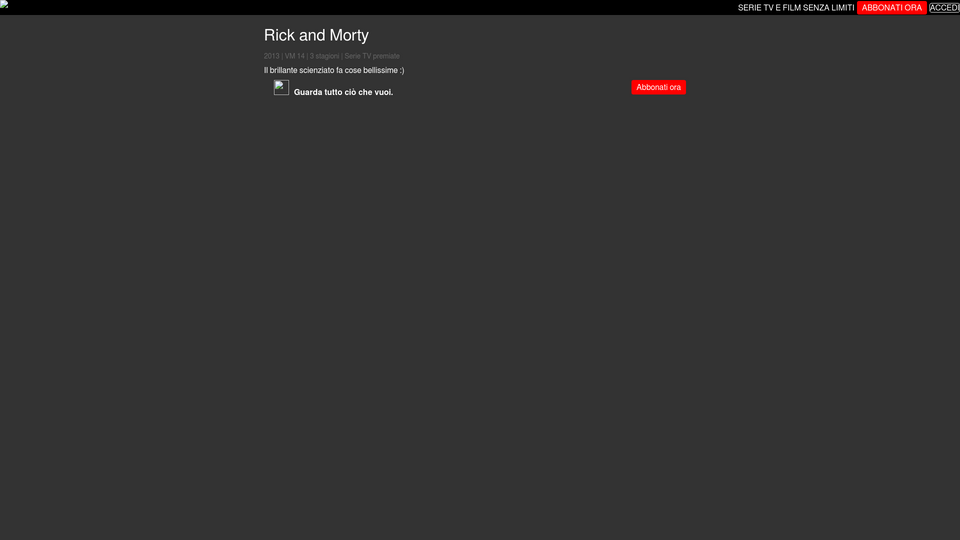 SERIE TV E FILM SENZA LIMITI ABBONATI ORA ACCEDI
Rick and Morty
2013 | VM 14 | 3 stagioni | Serie TV premiate
Il brillante scienziato fa cose bellissime :)
Guarda tutto ciò che vuoi. Abbonati ora